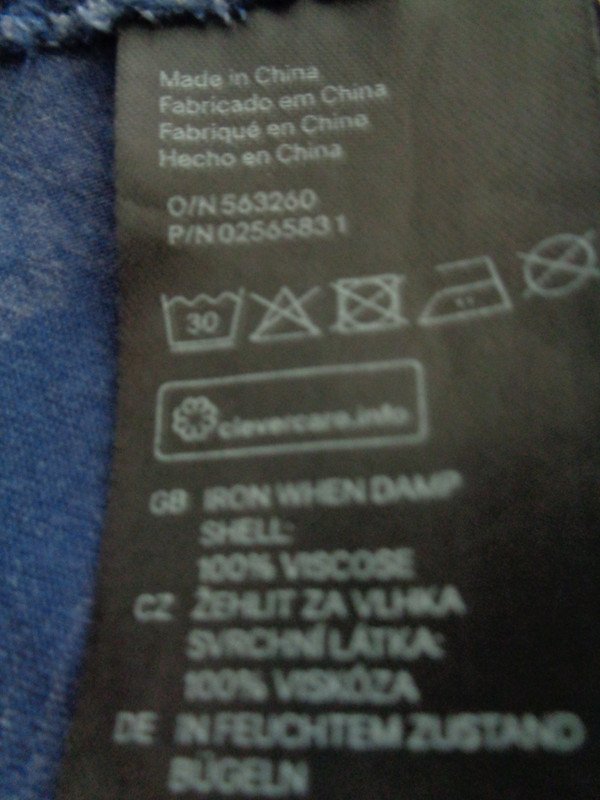 Made in China
Fabricado em China
Fabriqué en China
Hecho en China
O/N 563260
P/N 02565831
30
clevercare.info
GB IRON WHEN DAMP
SHELL:
100% VISCOSE
CZ ŽEHLIT ZA VLHKA
SVRCHNÍ LÁTKA:
100% VISKÓZA
DE IN FEUCHTEM ZUSTAND
BÜGELN